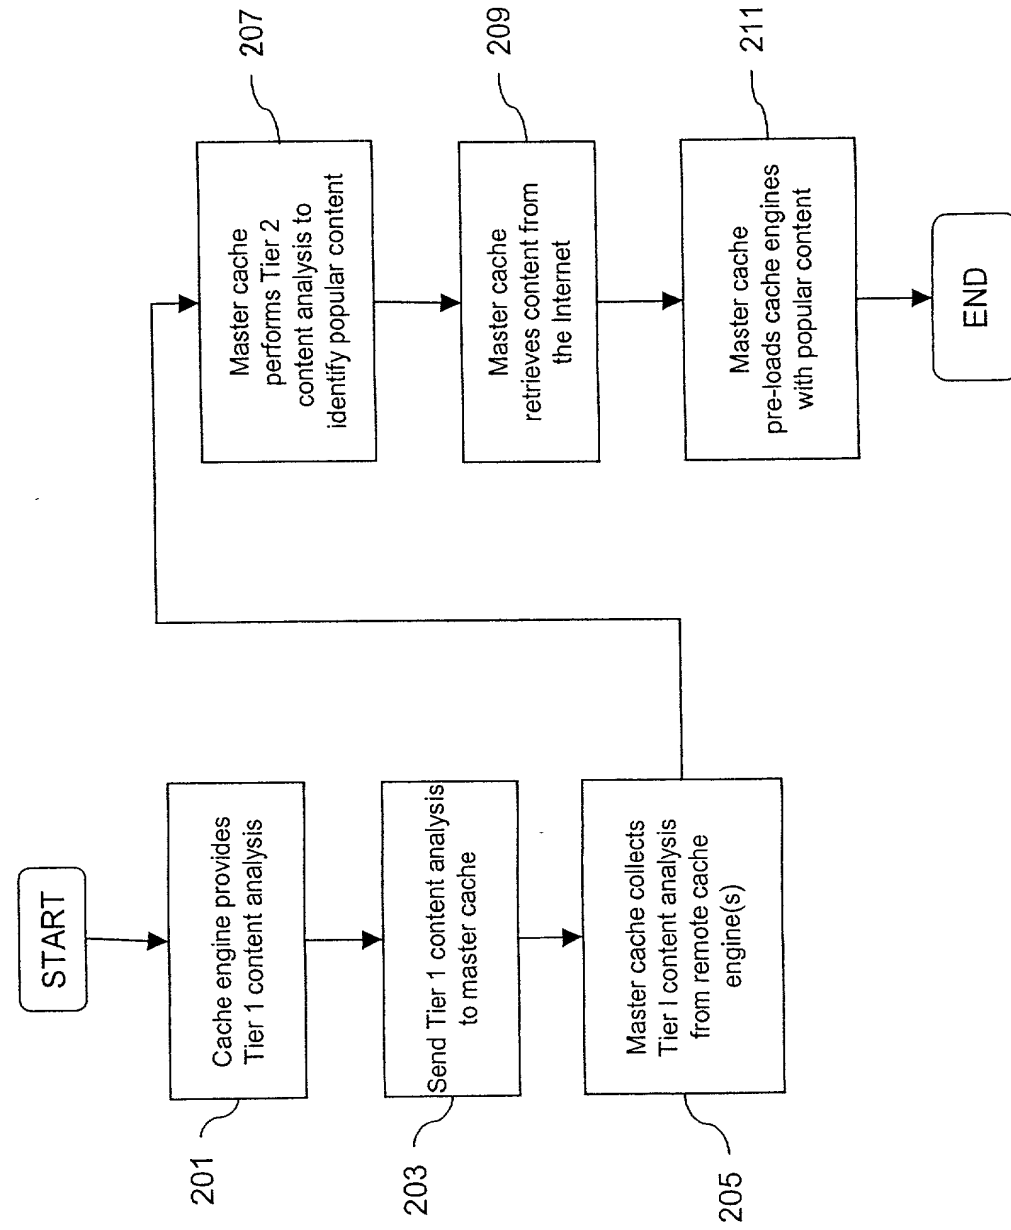 START
Cache engine provides
Tier 1 content analysis
201
Send Tier 1 content analysis
to master cache
203
Master cache collects
Tier I content analysis
from remote cache
engine(s)
205
Master cache
performs Tier 2
content analysis to
identify popular content
207
Master cache
retrieves content from
the Internet
209
Master cache
pre-loads cache engines
with popular content
211
END